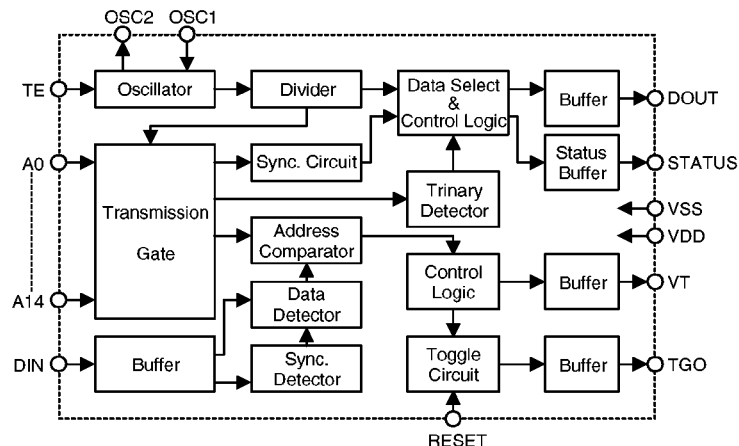 OSC2 OSC1
TE
Oscillator
Divider
Data Select
&
Control Logic
Buffer
DOUT
A0
Sync. Circuit
Status
Buffer
STATUS
Transmission
Gate
Trinary
Detector
VSS
VDD
Address
Comparator
Control
Logic
Buffer
VT
A14
Data
Detector
DIN
Buffer
Sync.
Detector
Toggle
Circuit
Buffer
TGO
RESET